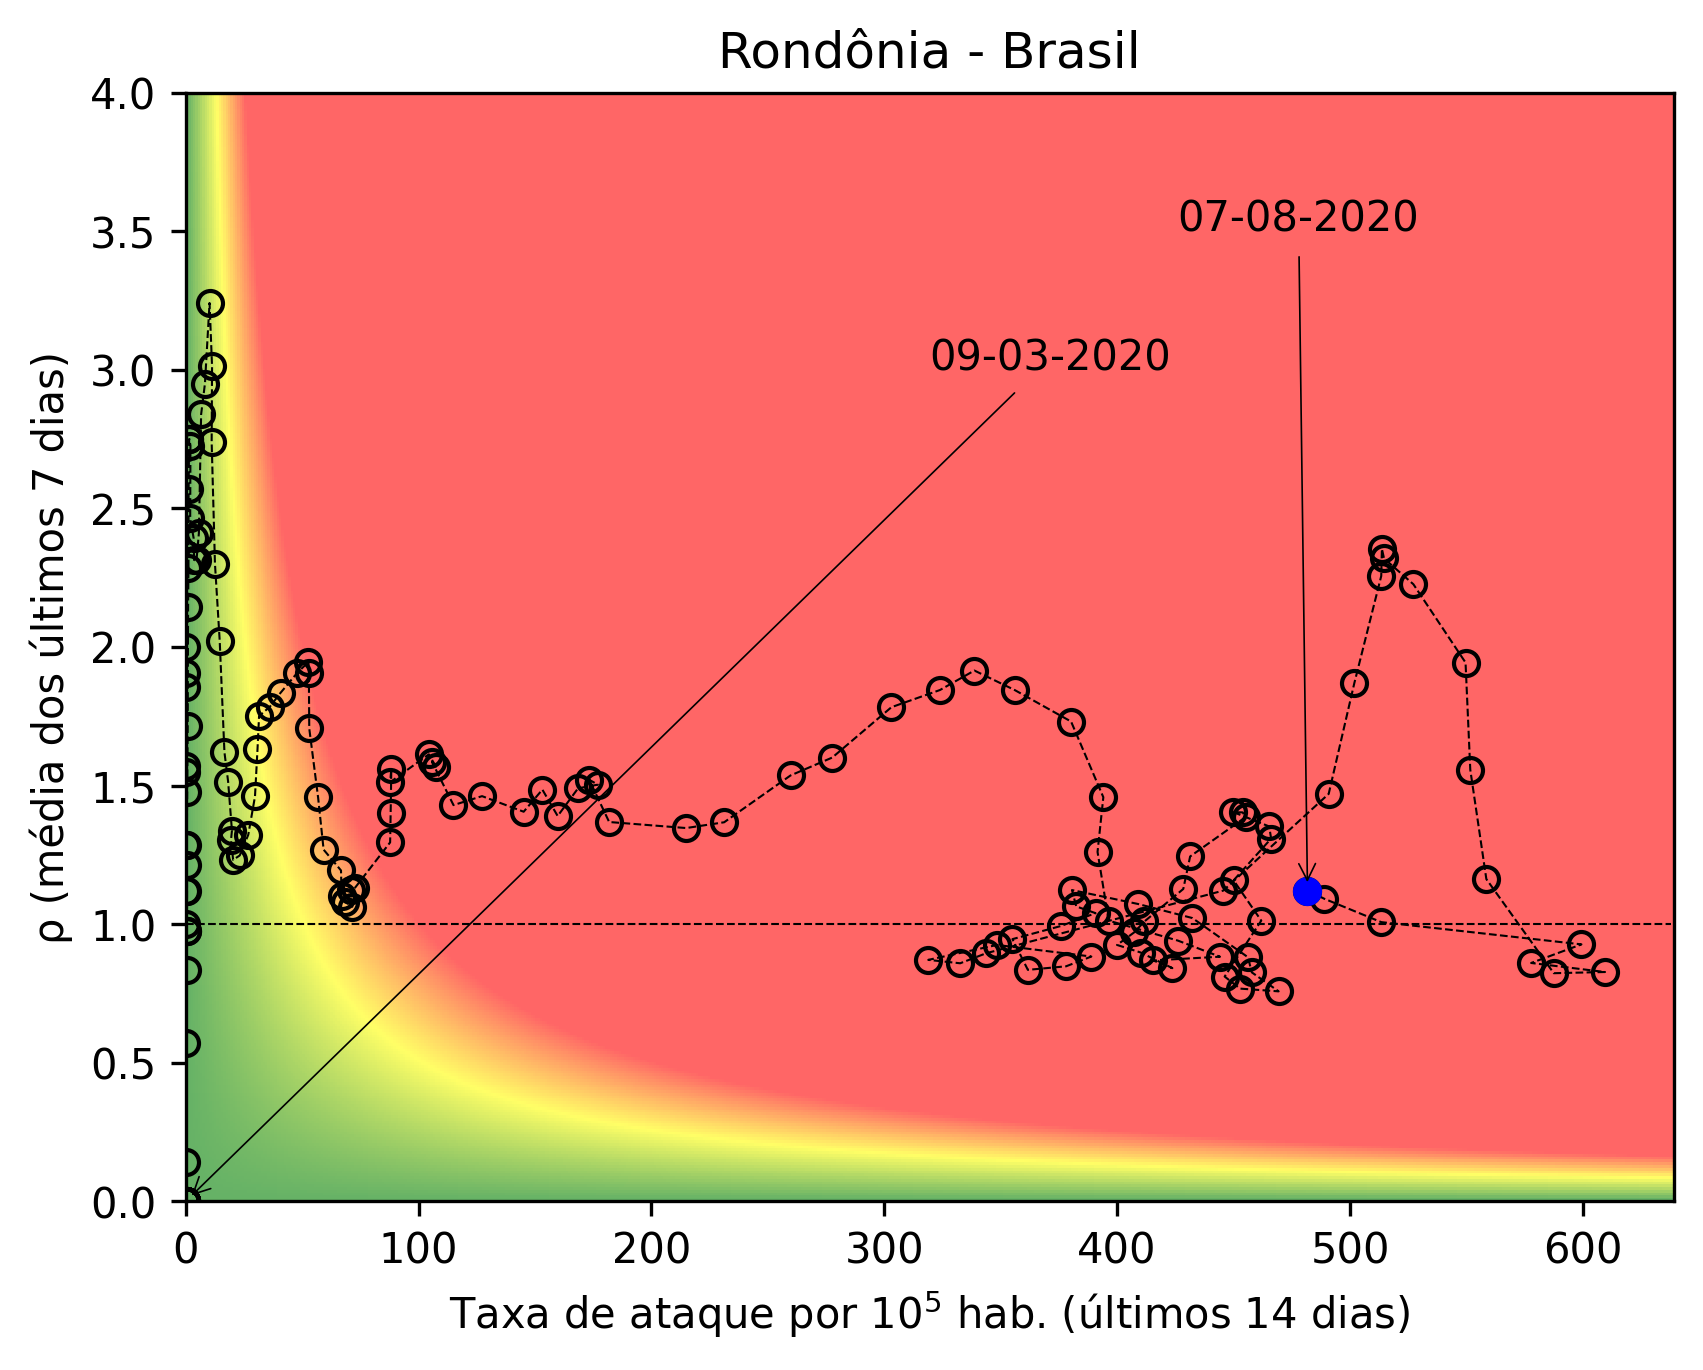 Rondônia - Brasil
4.0
3.5
3.0
2.5
2.0
1.5
1.0
0.5
0.0
ρ (média dos últimos 7 dias)
07-08-2020
09-03-2020
0 100 200 300 400 500 600
Taxa de ataque por 10⁵ hab. (últimos 14 dias)